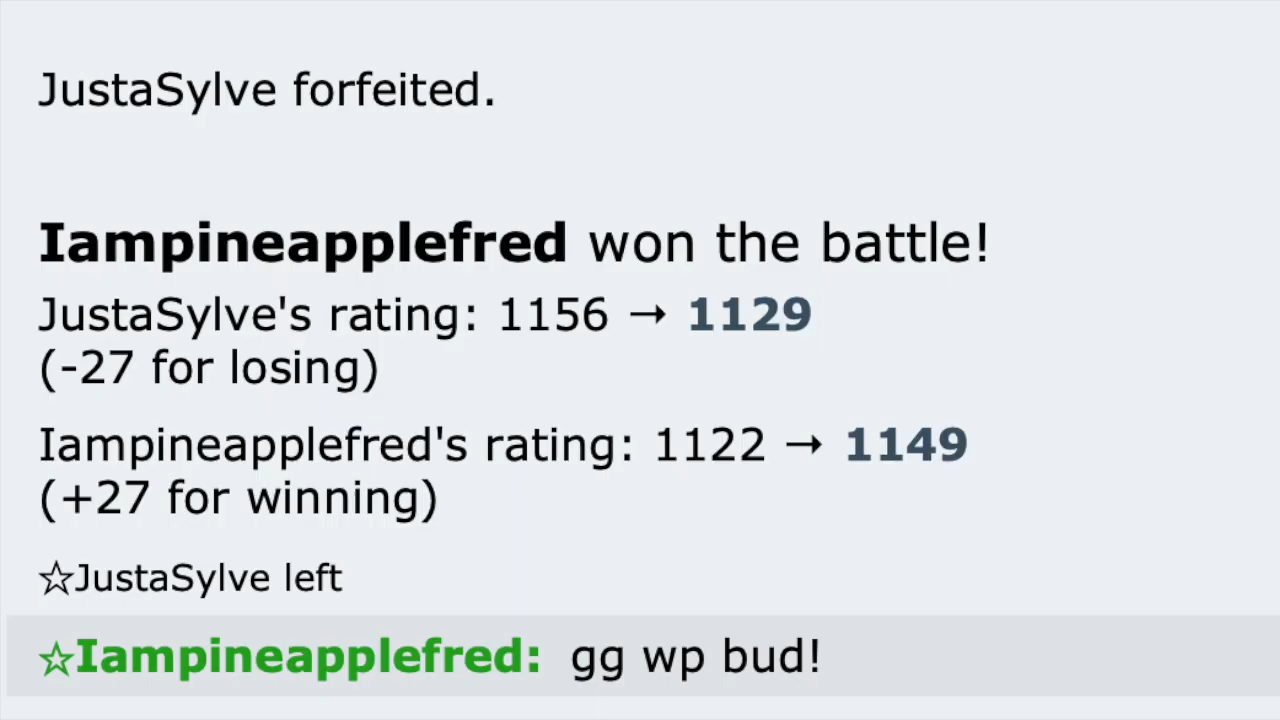 JustaSylve forfeited.
Iampineapplefred won the battle!
JustaSylve's rating: 1156 → 1129
(-27 for losing)
Iampineapplefred's rating: 1122 → 1149
(+27 for winning)
☆JustaSylve left
☆Iampineapplefred: gg wp bud!